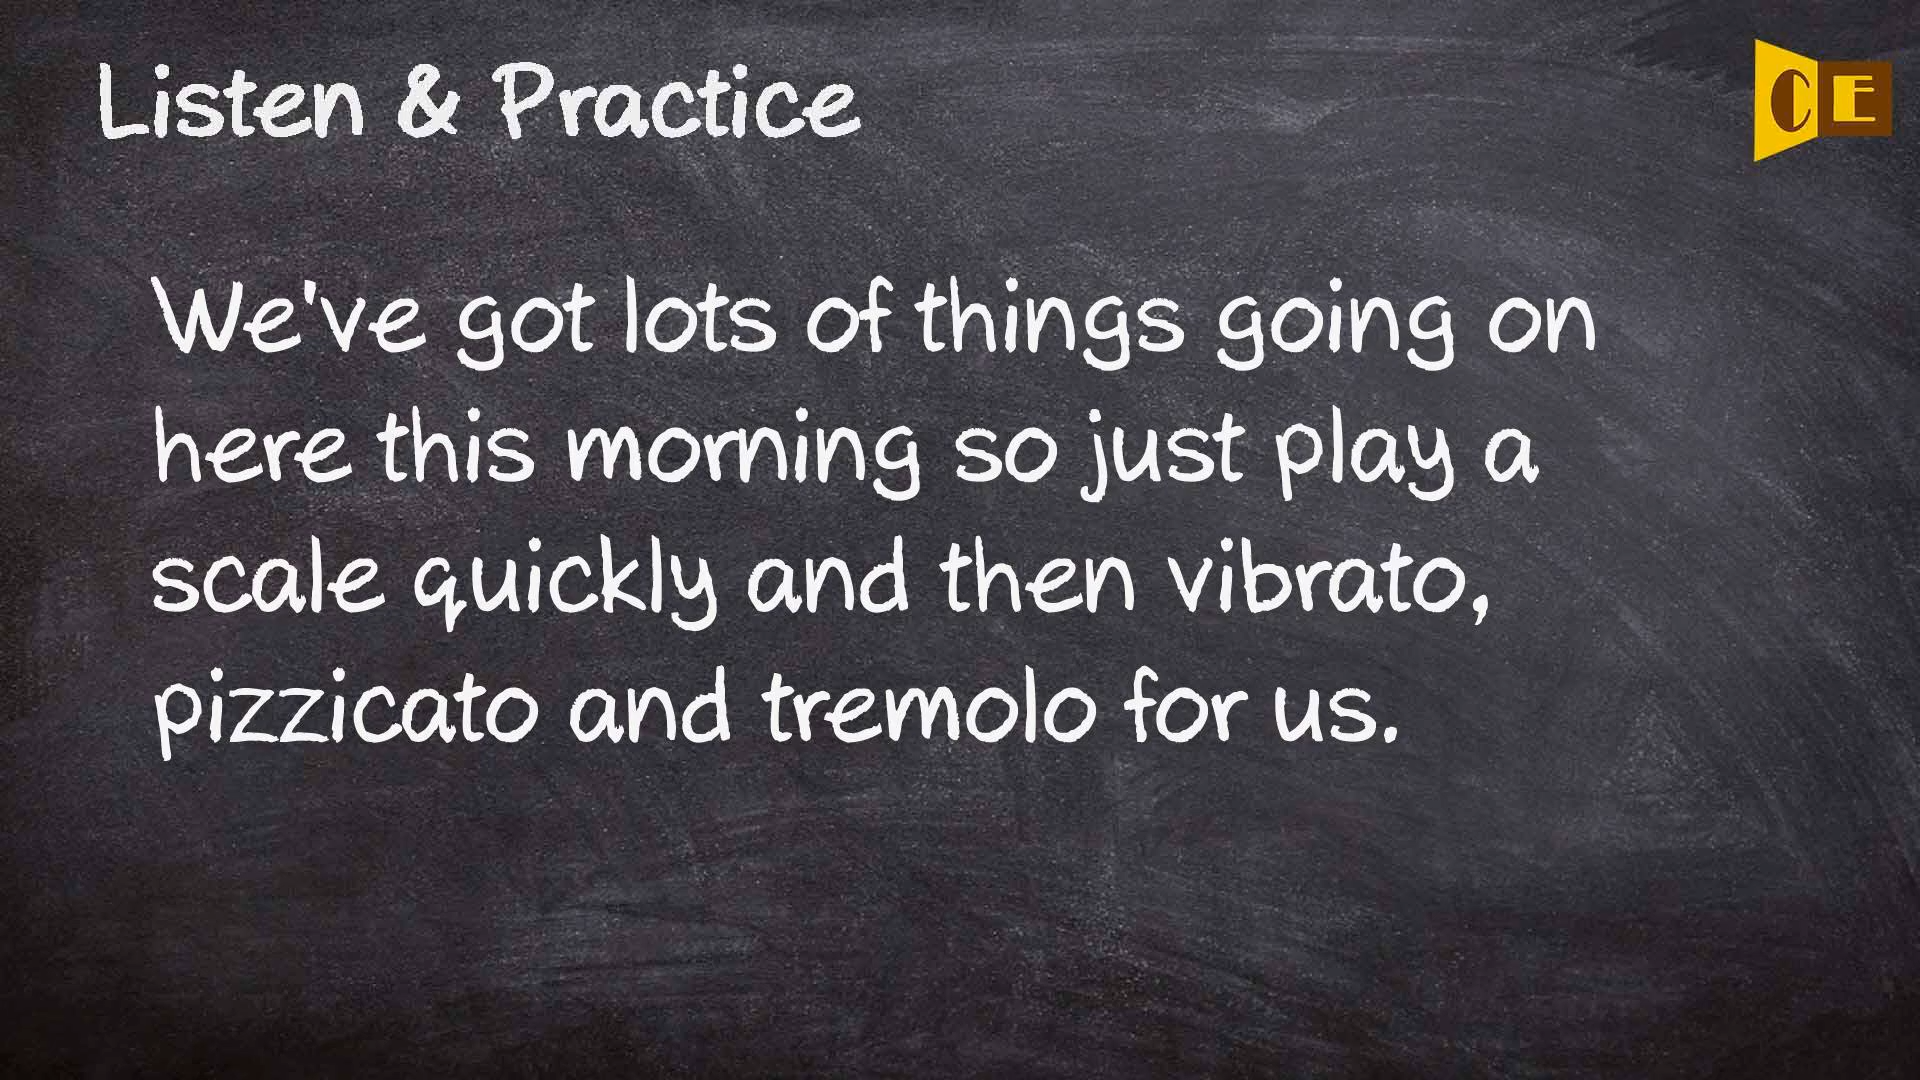 Listen & Practice
CE
We've got lots of things going on
here this morning so just play a
scale quickly and then vibrato,
pizzicato and tremolo for us.